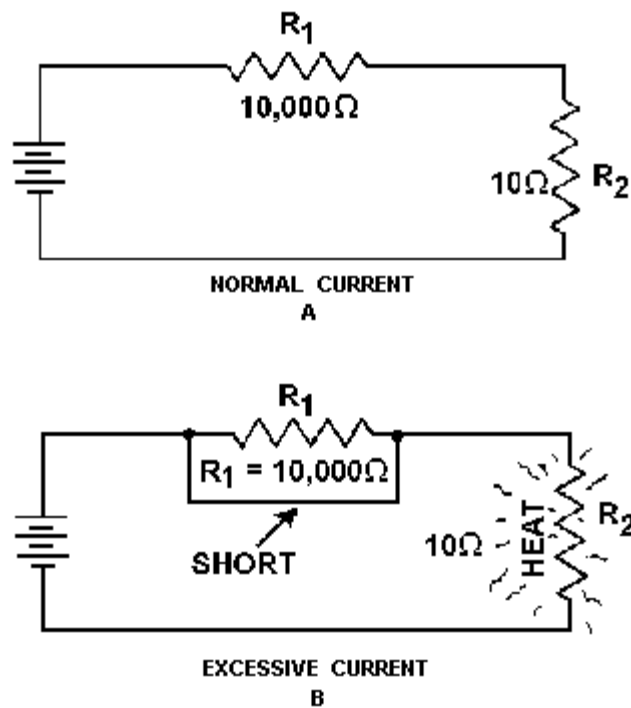 R1
10,000Ω
10Ω R2
NORMAL CURRENT
A
R1
R1 = 10,000Ω
SHORT
10Ω HEAT R2
EXCESSIVE CURRENT
B